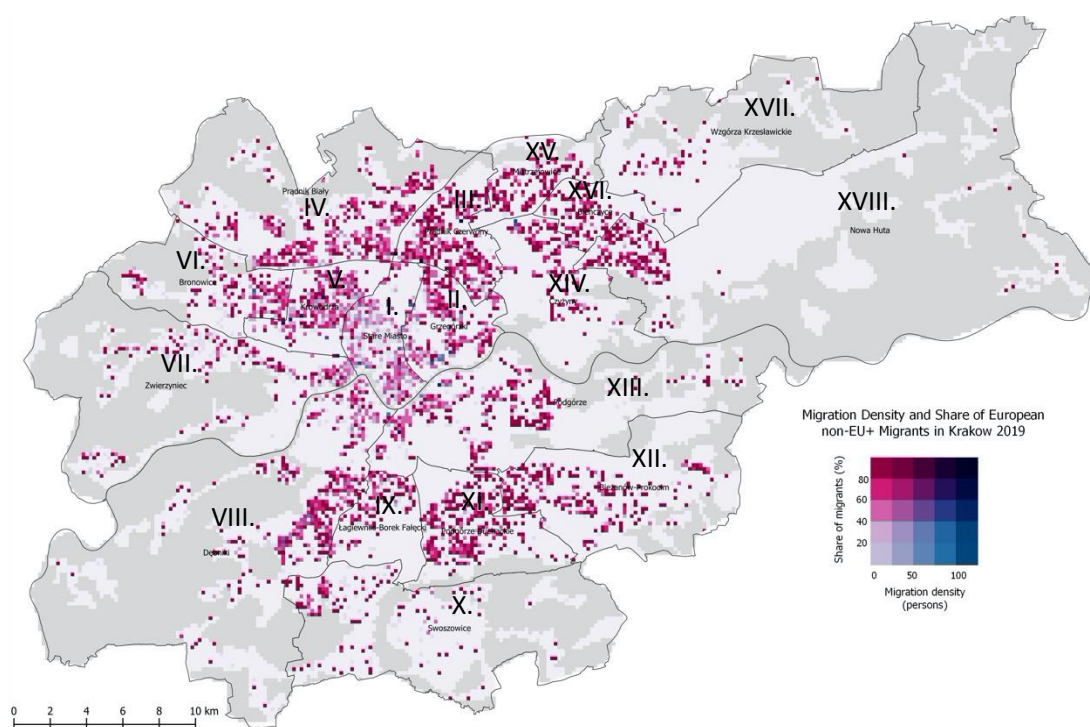 XVII.
Wzgórza Krzesławickie
XV.
Mistrzejowice
XVI.
Bieńczyce
Prądnik Biały
IV.
III.
Prądnik Czerwony
XVIII.
Nowa Huta
VI.
Bronowice
V.
Krowodrza
I.
Stare Miasto
II.
Grzegórzki
XIV.
Czyżyny
VII.
Zwierzyniec
XIII.
Podgórze
Migration Density and Share of European
non-EU+ Migrants in Krakow 2019
XII.
Bieżanów-Prokocim
Share of migrants (%)
80
60
40
20
0 50 100
Migration density
(persons)
VIII.
Dębniki
IX.
Łagiewniki-Borek Fałęcki
XI.
Podgórze Duchackie
X.
Swoszowice
0 2 4 6 8 10 km